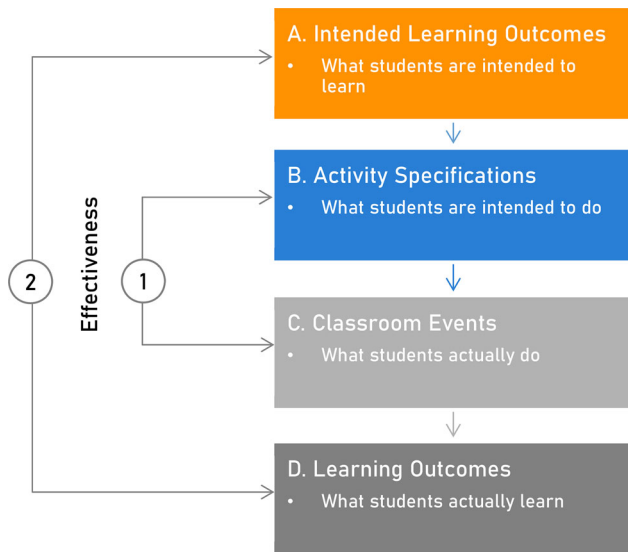 A. Intended Learning Outcomes
• What students are intended to
learn
B. Activity Specifications
• What students are intended to do
Effectiveness
2
1
C. Classroom Events
• What students actually do
D. Learning Outcomes
• What students actually learn